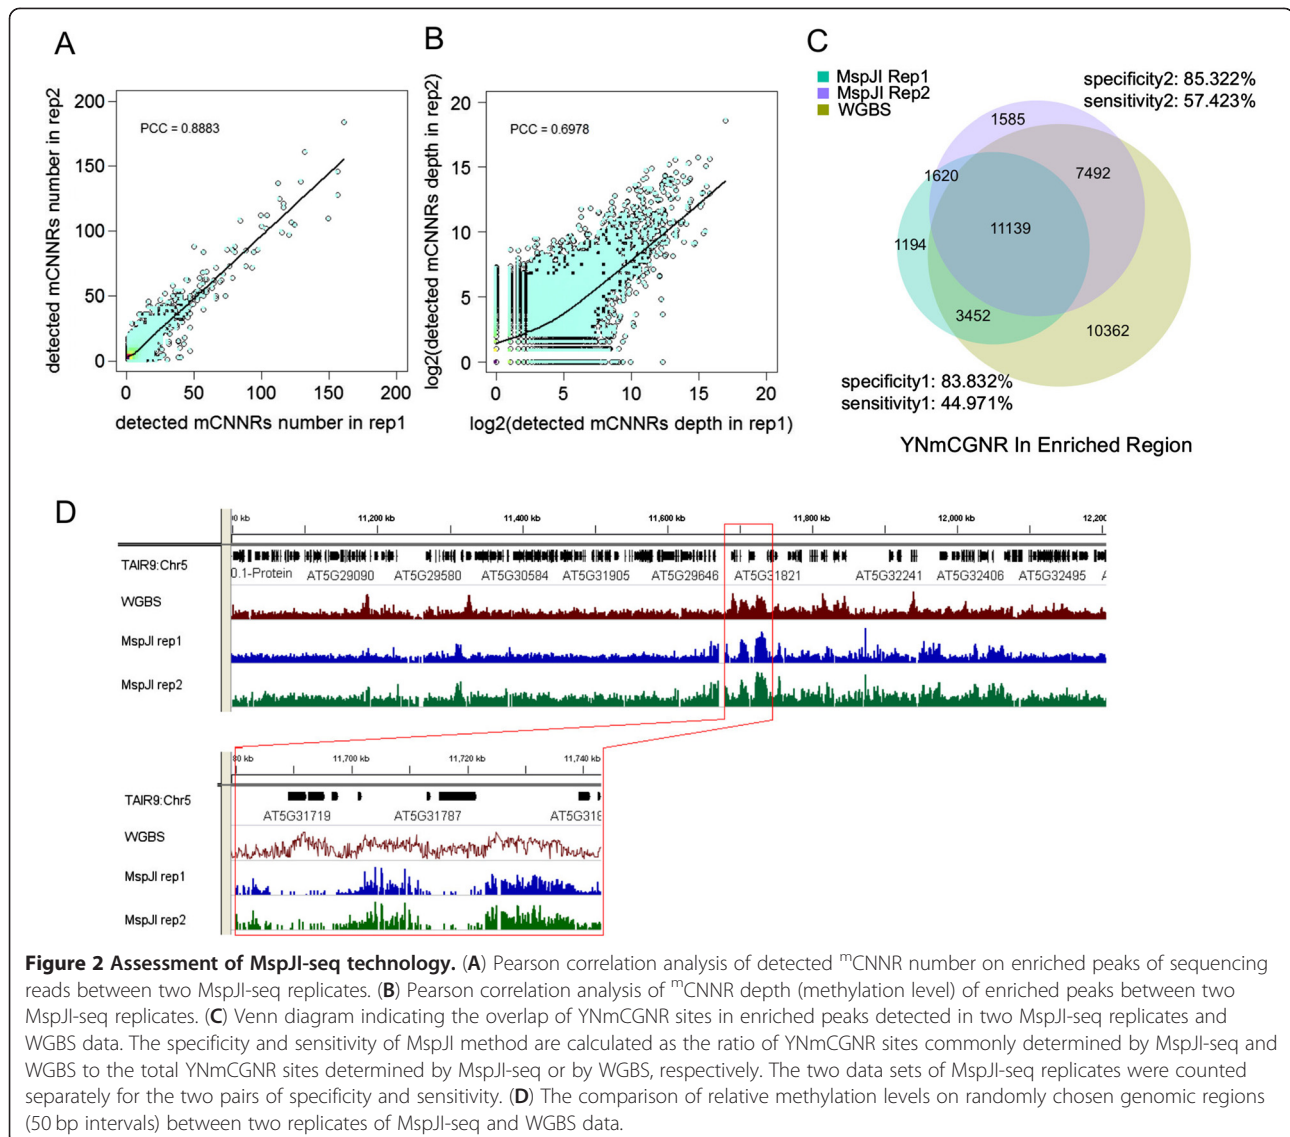 A
detected mCNNRs number in rep2
200
150
100
50
0
PCC = 0.8883
0 50 100 150 200
detected mCNNRs number in rep1
B
log2(detected mCNNRs depth in rep2)
20
15
10
5
0
PCC = 0.6978
0 5 10 15 20
log2(detected mCNNRs depth in rep1)
C
MspJI Rep1
MspJI Rep2
WGBS
specificity2: 85.322%
sensitivity2: 57.423%
1585
1620
7492
11139
1194
3452
10362
specificity1: 83.832%
sensitivity1: 44.971%
YNmCGNR In Enriched Region
D
00 kb 11,200 kb 11,400 kb 11,600 kb 11,800 kb 12,000 kb 12,200
TAIR9:Chr5
0.1-Protein AT5G29090 AT5G29580 AT5G30584 AT5G31905 AT5G29646 AT5G31821 AT5G32241 AT5G32406 AT5G32495 A
WGBS
MspJI rep1
MspJI rep2
80 kb 11,700 kb 11,720 kb 11,740 kb
TAIR9:Chr5
AT5G31719 AT5G31787 AT5G318
WGBS
MspJI rep1
MspJI rep2
Figure 2 Assessment of MspJI-seq technology. (A) Pearson correlation analysis of detected ᵐCNNR number on enriched peaks of sequencing
reads between two MspJI-seq replicates. (B) Pearson correlation analysis of ᵐCNNR depth (methylation level) of enriched peaks between two
MspJI-seq replicates. (C) Venn diagram indicating the overlap of YNmCGNR sites in enriched peaks detected in two MspJI-seq replicates and
WGBS data. The specificity and sensitivity of MspJI method are calculated as the ratio of YNmCGNR sites commonly determined by MspJI-seq and
WGBS to the total YNmCGNR sites determined by MspJI-seq or by WGBS, respectively. The two data sets of MspJI-seq replicates were counted
separately for the two pairs of specificity and sensitivity. (D) The comparison of relative methylation levels on randomly chosen genomic regions
(50 bp intervals) between two replicates of MspJI-seq and WGBS data.